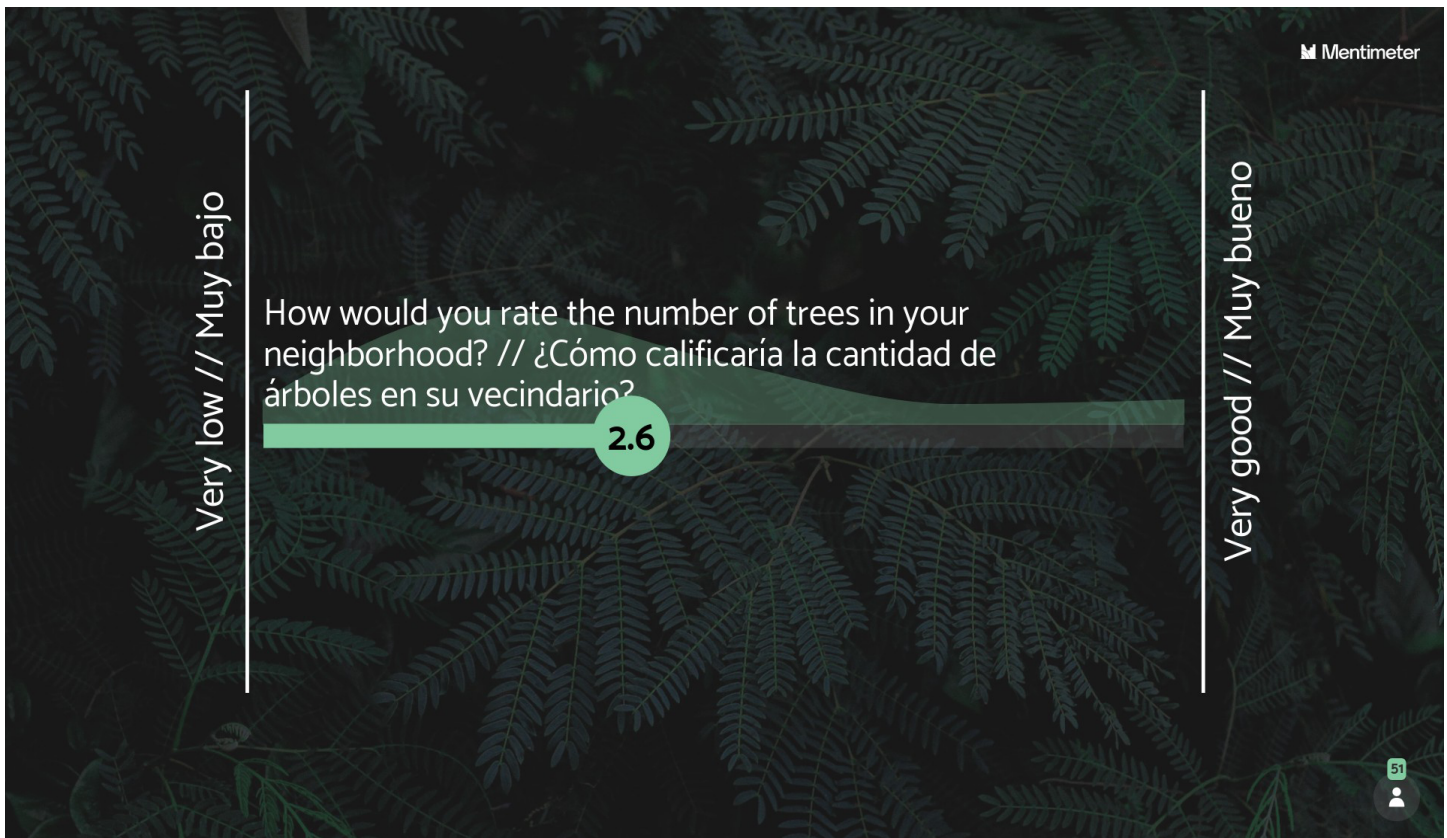 Mentimeter
Very low // Muy bajo
How would you rate the number of trees in your
neighborhood? // ¿Cómo calificaría la cantidad de
árboles en su vecindario?
2.6
Very good // Muy bueno
51